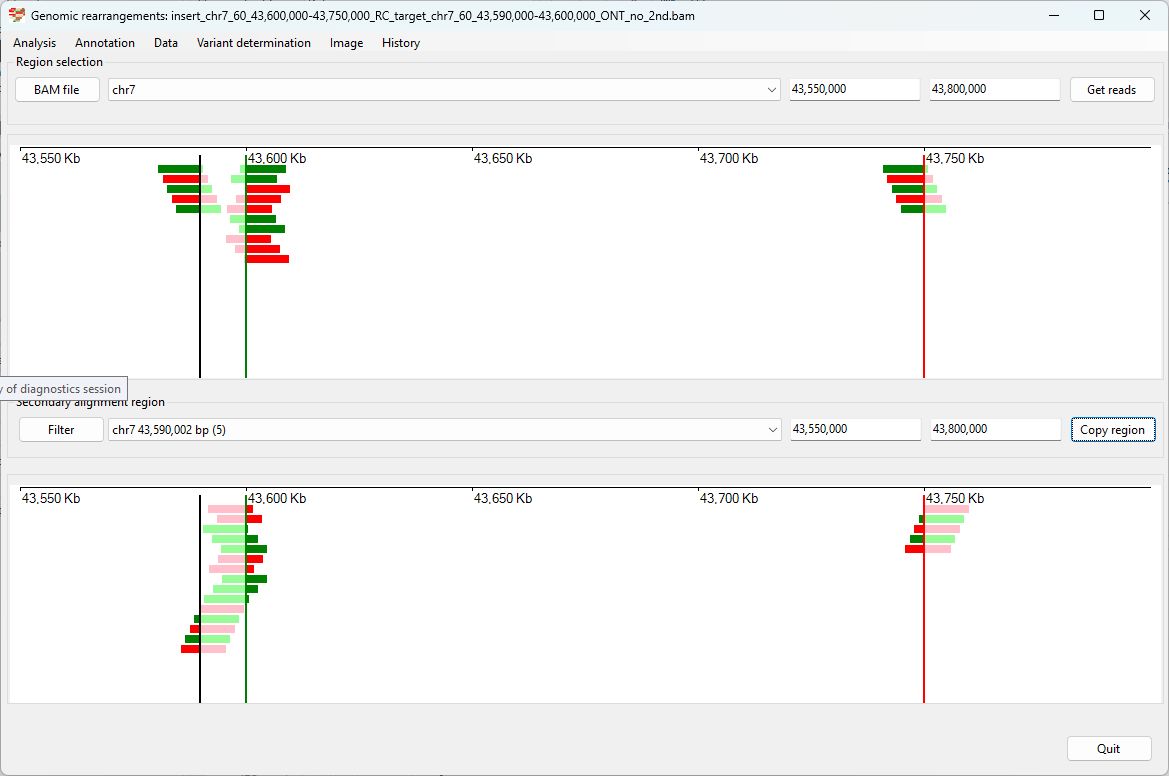 Genomic rearrangements: insert_chr7_60_43,600,000-43,750,000_RC_target_chr7_60_43,590,000-43,600,000_ONT_no_2nd.bam
Analysis Annotation Data Variant determination Image History
Region selection
BAM file chr7 43,550,000 43,800,000 Get reads
43,550 Kb 43,600 Kb 43,650 Kb 43,700 Kb 43,750 Kb
y of diagnostics session
Secondary alignment region
Filter chr7 43,590,002 bp (5) 43,550,000 43,800,000 Copy region
43,550 Kb 43,600 Kb 43,650 Kb 43,700 Kb 43,750 Kb
Quit